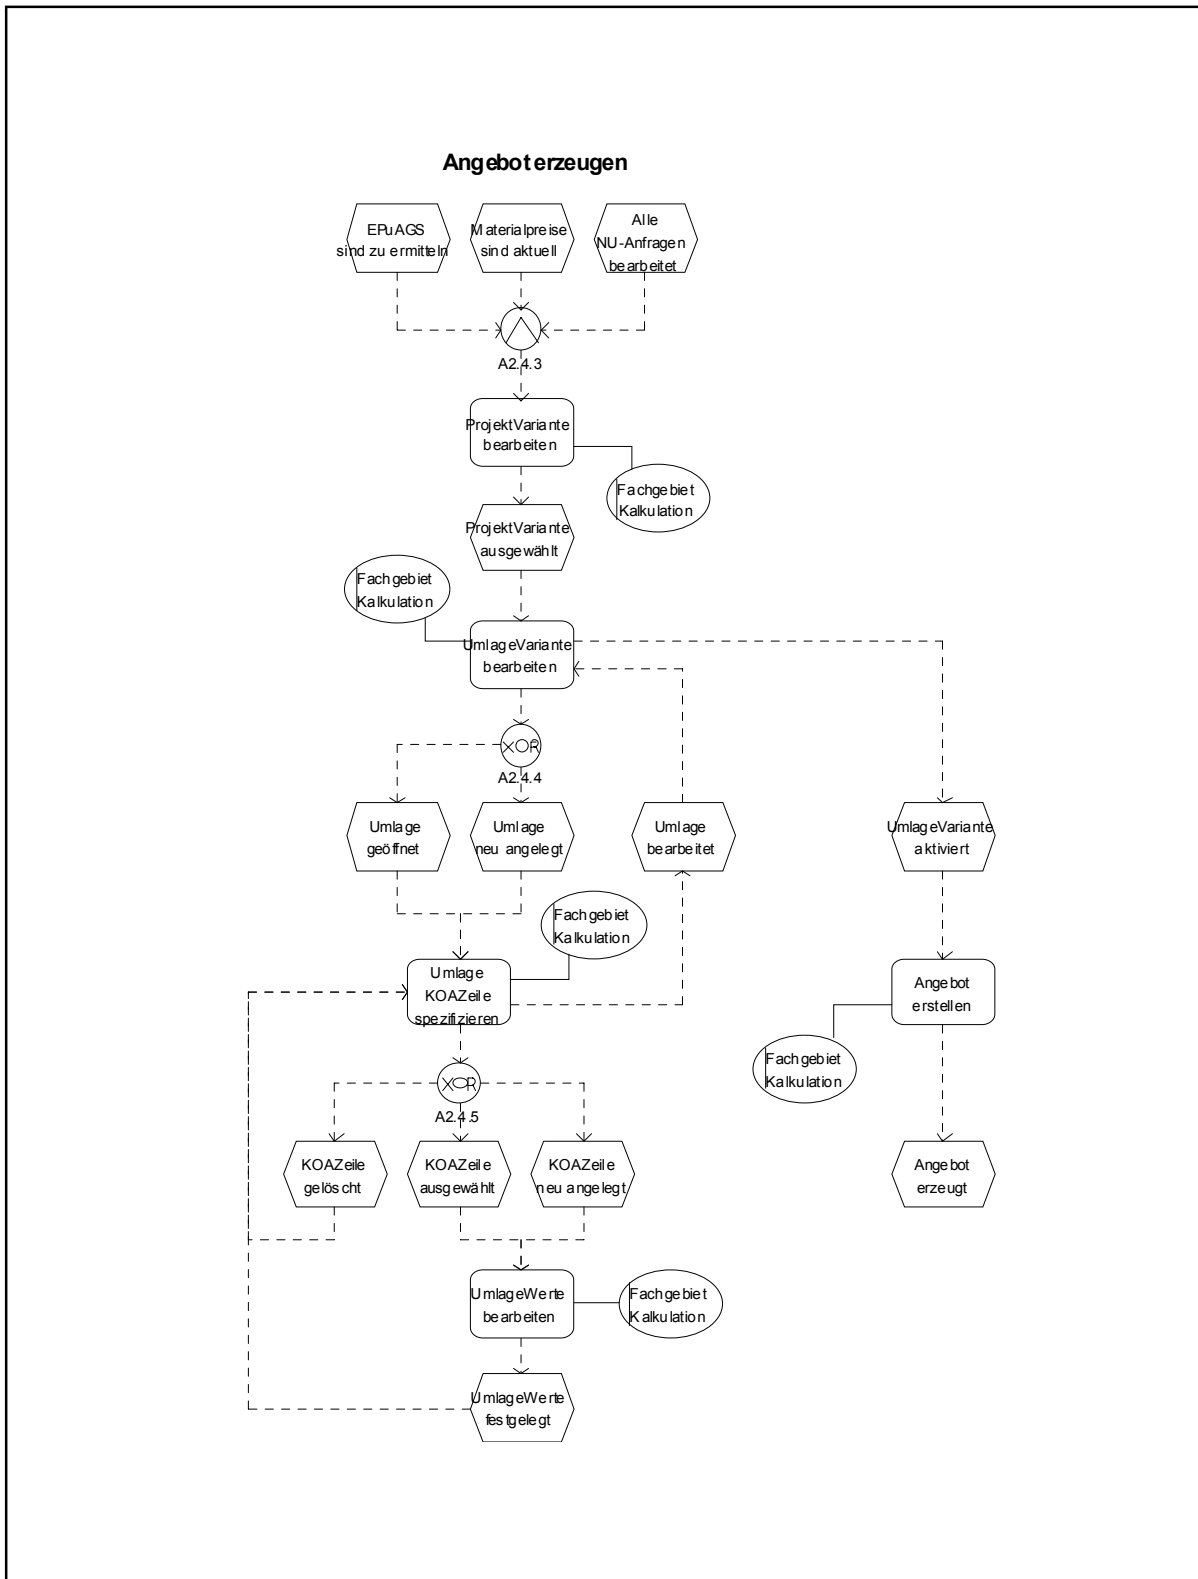 Angebot erzeugen
EPuAGS
sind zu ermitteln
Materialpreise
sind aktuell
Alle
NU-Anfragen
bearbeitet
A2.4.3
ProjektVariante
bearbeiten
Fachgebiet
Kalkulation
ProjektVariante
ausgewählt
Fachgebiet
Kalkulation
UmlageVariante
bearbeiten
XOR
A2.4.4
Umlage
geöffnet
Umlage
neu angelegt
Umlage
bearbeitet
UmlageVariante
aktiviert
Fachgebiet
Kalkulation
Umlage
KOAZeile
spezifizieren
Angebot
erstellen
Fachgebiet
Kalkulation
XOR
A2.4.5
KOAZeile
gelöscht
KOAZeile
ausgewählt
KOAZeile
neu angelegt
Angebot
erzeugt
UmlageWerte
bearbeiten
Fachgebiet
Kalkulation
UmlageWerte
festgelegt